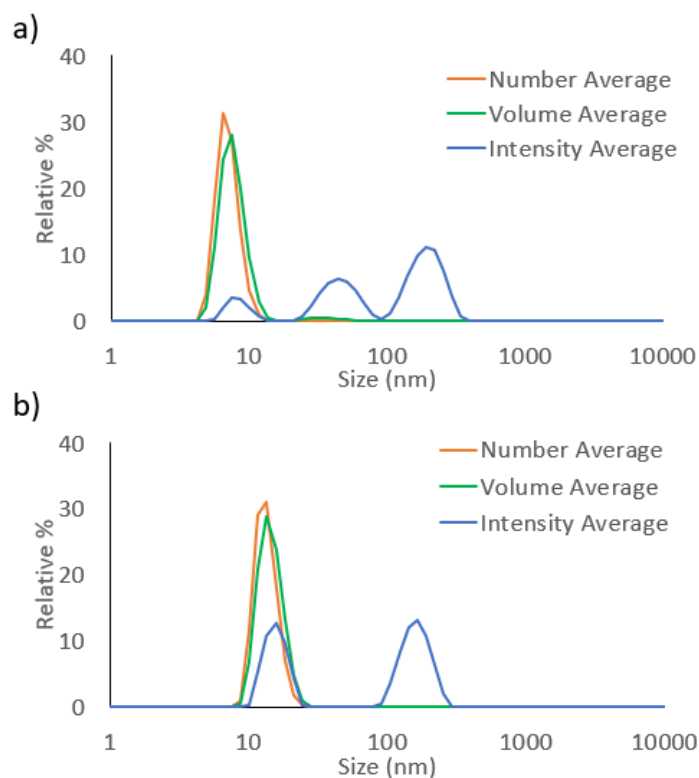 a)
40
30
20
10
0
Relative %
Number Average
Volume Average
Intensity Average
1 10 100 1000 10000
Size (nm)
b)
40
30
20
10
0
Relative %
Number Average
Volume Average
Intensity Average
1 10 100 1000 10000
Size (nm)